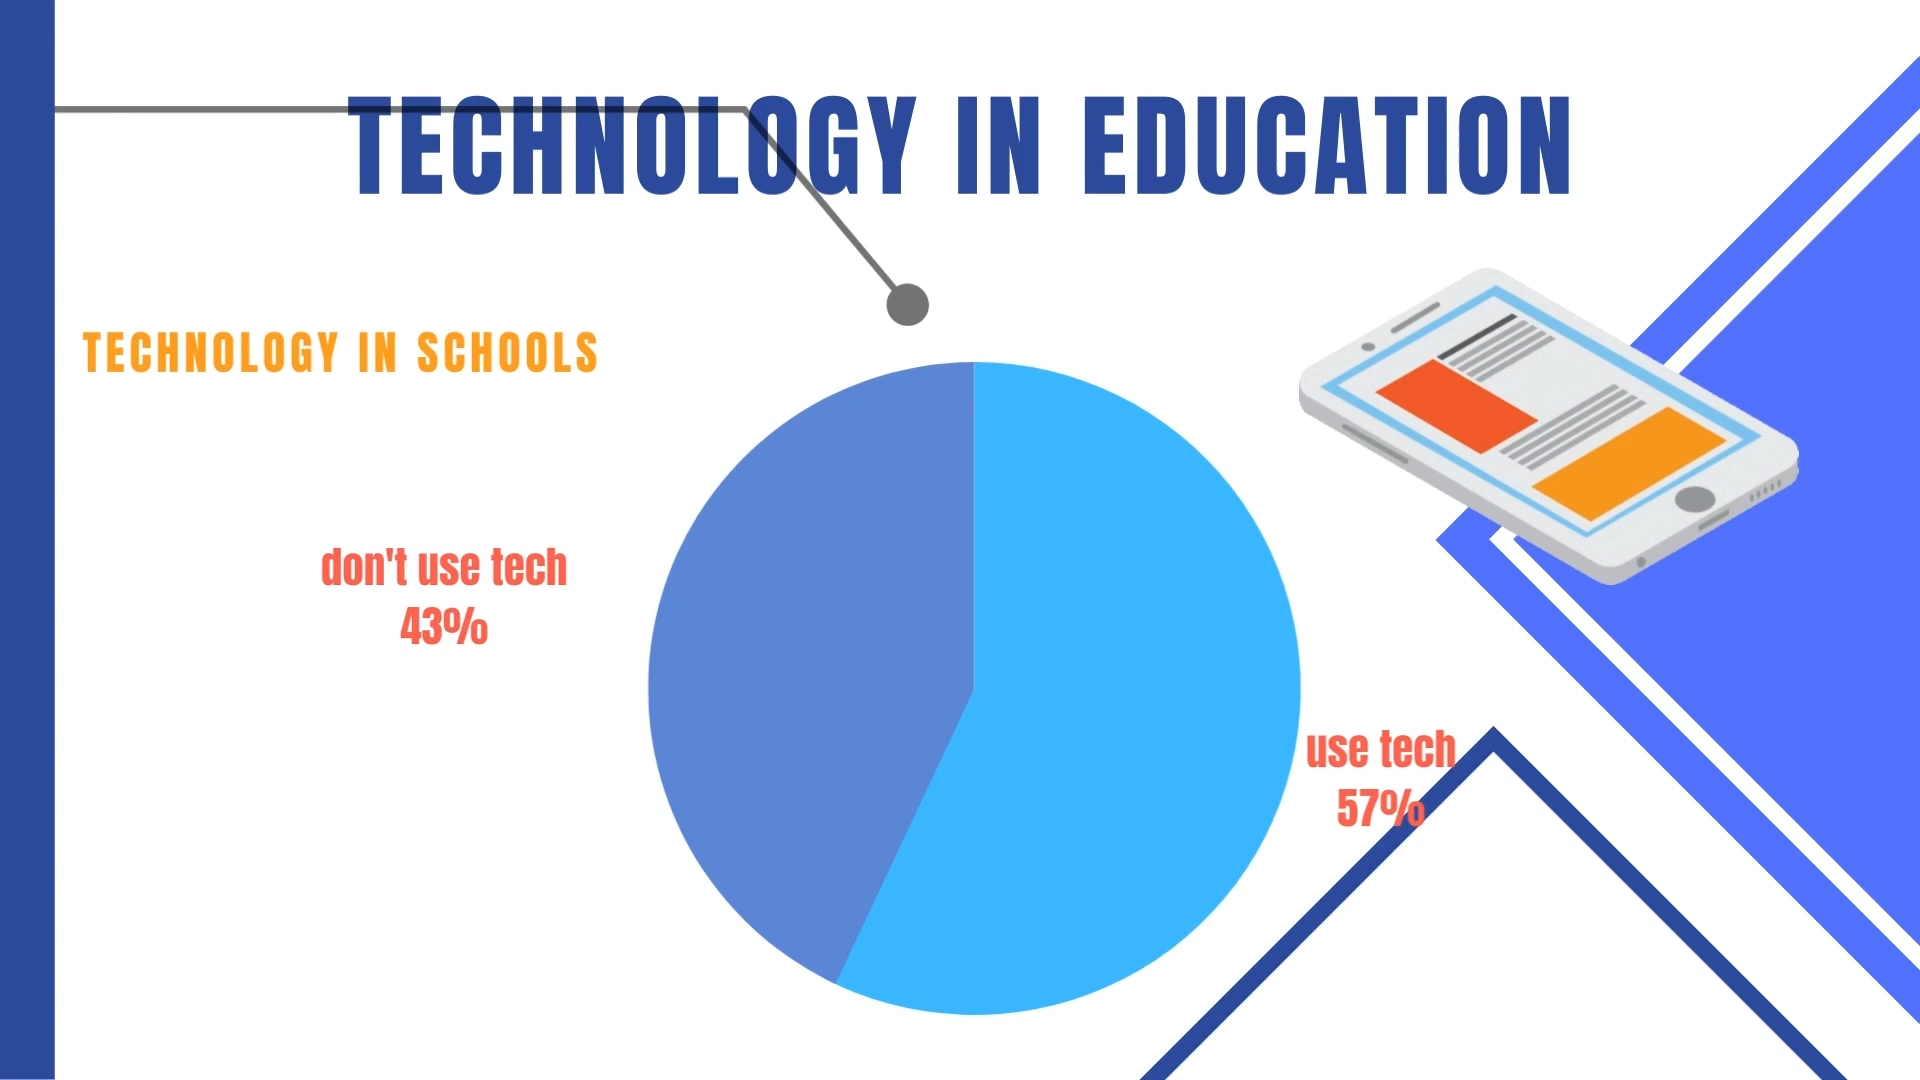 TECHNOLOGY IN EDUCATION
TECHNOLOGY IN SCHOOLS
don't use tech
43%
use tech
57%